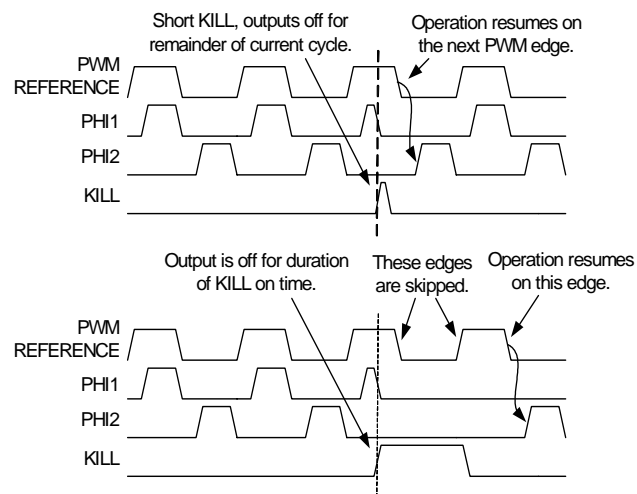 Short KILL, outputs off for
remainder of current cycle.
Operation resumes on
the next PWM edge.
PWM
REFERENCE
PHI1
PHI2
KILL
Output is off for duration
of KILL on time.
These edges
are skipped.
Operation resumes
on this edge.
PWM
REFERENCE
PHI1
PHI2
KILL